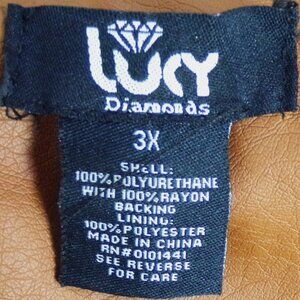 LUCY
Diamonds
3X
SHELL:
100%POLYURETHANE
WITH 100%RAYON
BACKING
LINING:
100%POLYESTER
MADE IN CHINA
RN#0101441
SEE REVERSE
FOR CARE